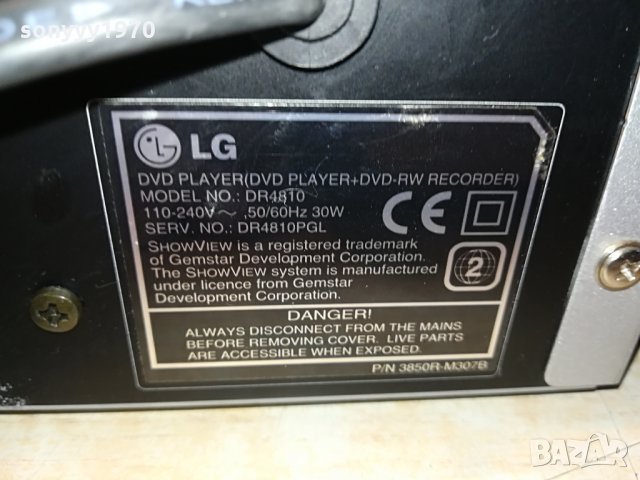 sonyvy1970
LG
DVD PLAYER(DVD PLAYER+DVD-RW RECORDER)
MODEL NO.: DR4810
110-240V ~ ,50/60Hz 30W
SERV. NO.: DR4810PGL
CE
SHOWVIEW is a registered trademark
of Gemstar Development Corporation.
The SHOWVIEW system is manufactured
under licence from Gemstar
Development Corporation.
2
DANGER!
ALWAYS DISCONNECT FROM THE MAINS
BEFORE REMOVING COVER. LIVE PARTS
ARE ACCESSIBLE WHEN EXPOSED.
P/N 3850R-M307B
BAZAR